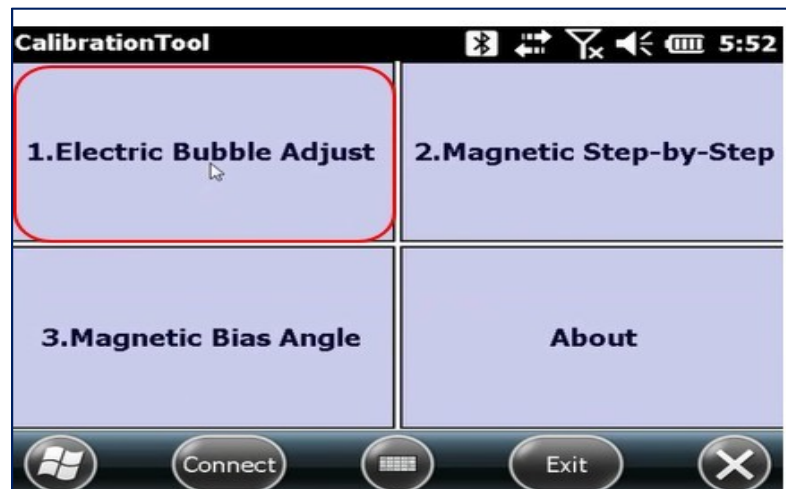 CalibrationTool 5:52
1.Electric Bubble Adjust 2.Magnetic Step-by-Step
3.Magnetic Bias Angle About
Connect Exit